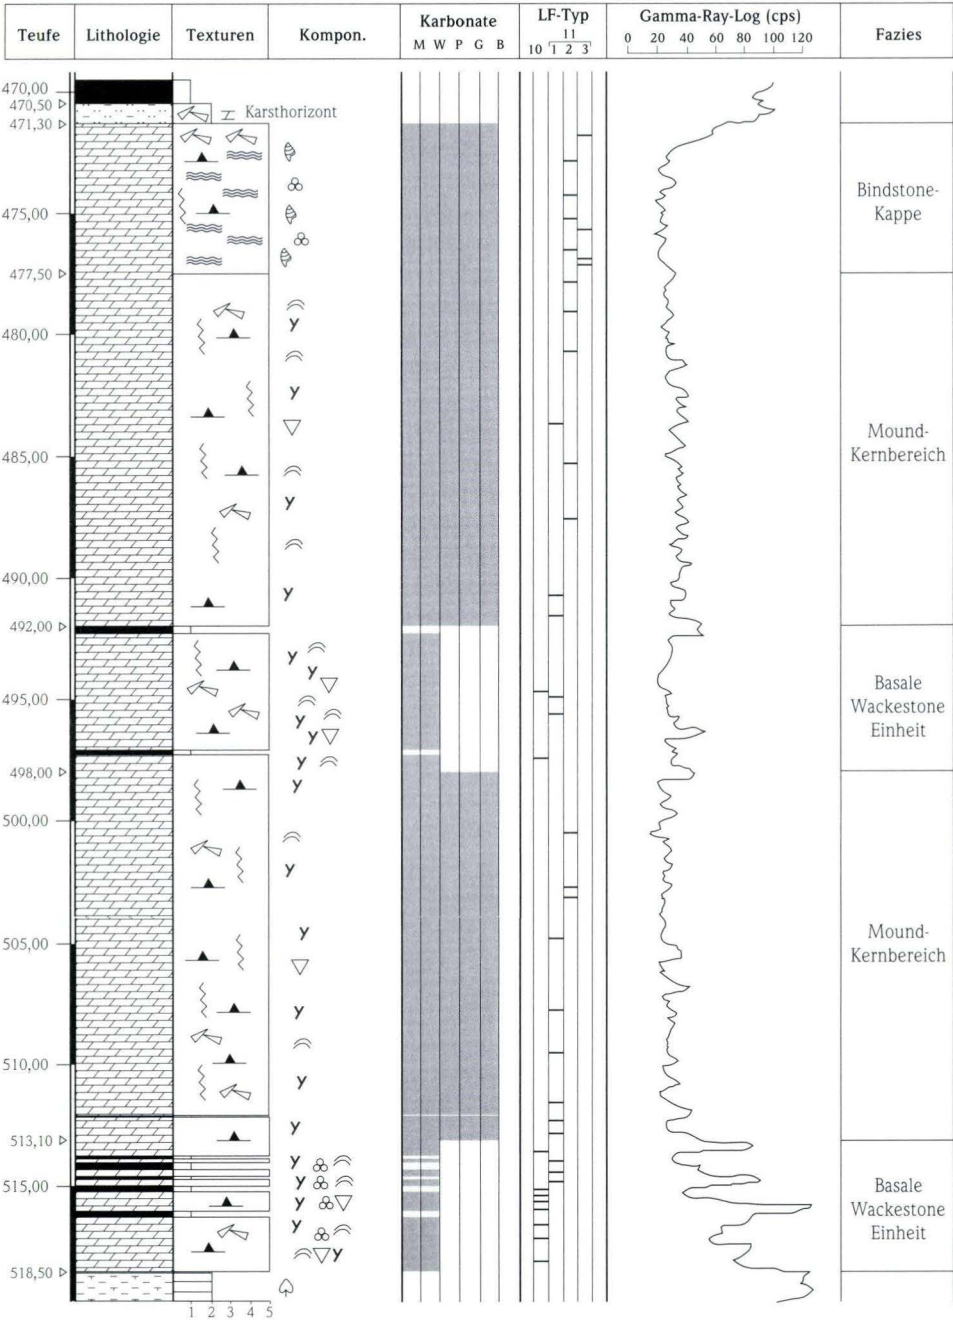 Teufe Lithologie Texturen Kompon. Karbonate LF-Typ Gamma-Ray-Log (cps) Fazies
M W P G B 10 11 1 2 3 0 20 40 60 80 100 120
470,00
470,50
Karsthorizont
471,30
Bindstone-
Kappe
475,00
477,50
480,00
Mound-
Kernbereich
485,00
490,00
492,00
Basale
Wackestone
Einheit
495,00
498,00
500,00
Mound-
Kernbereich
505,00
510,00
513,10
515,00
Basale
Wackestone
Einheit
518,50
1 2 3 4 5